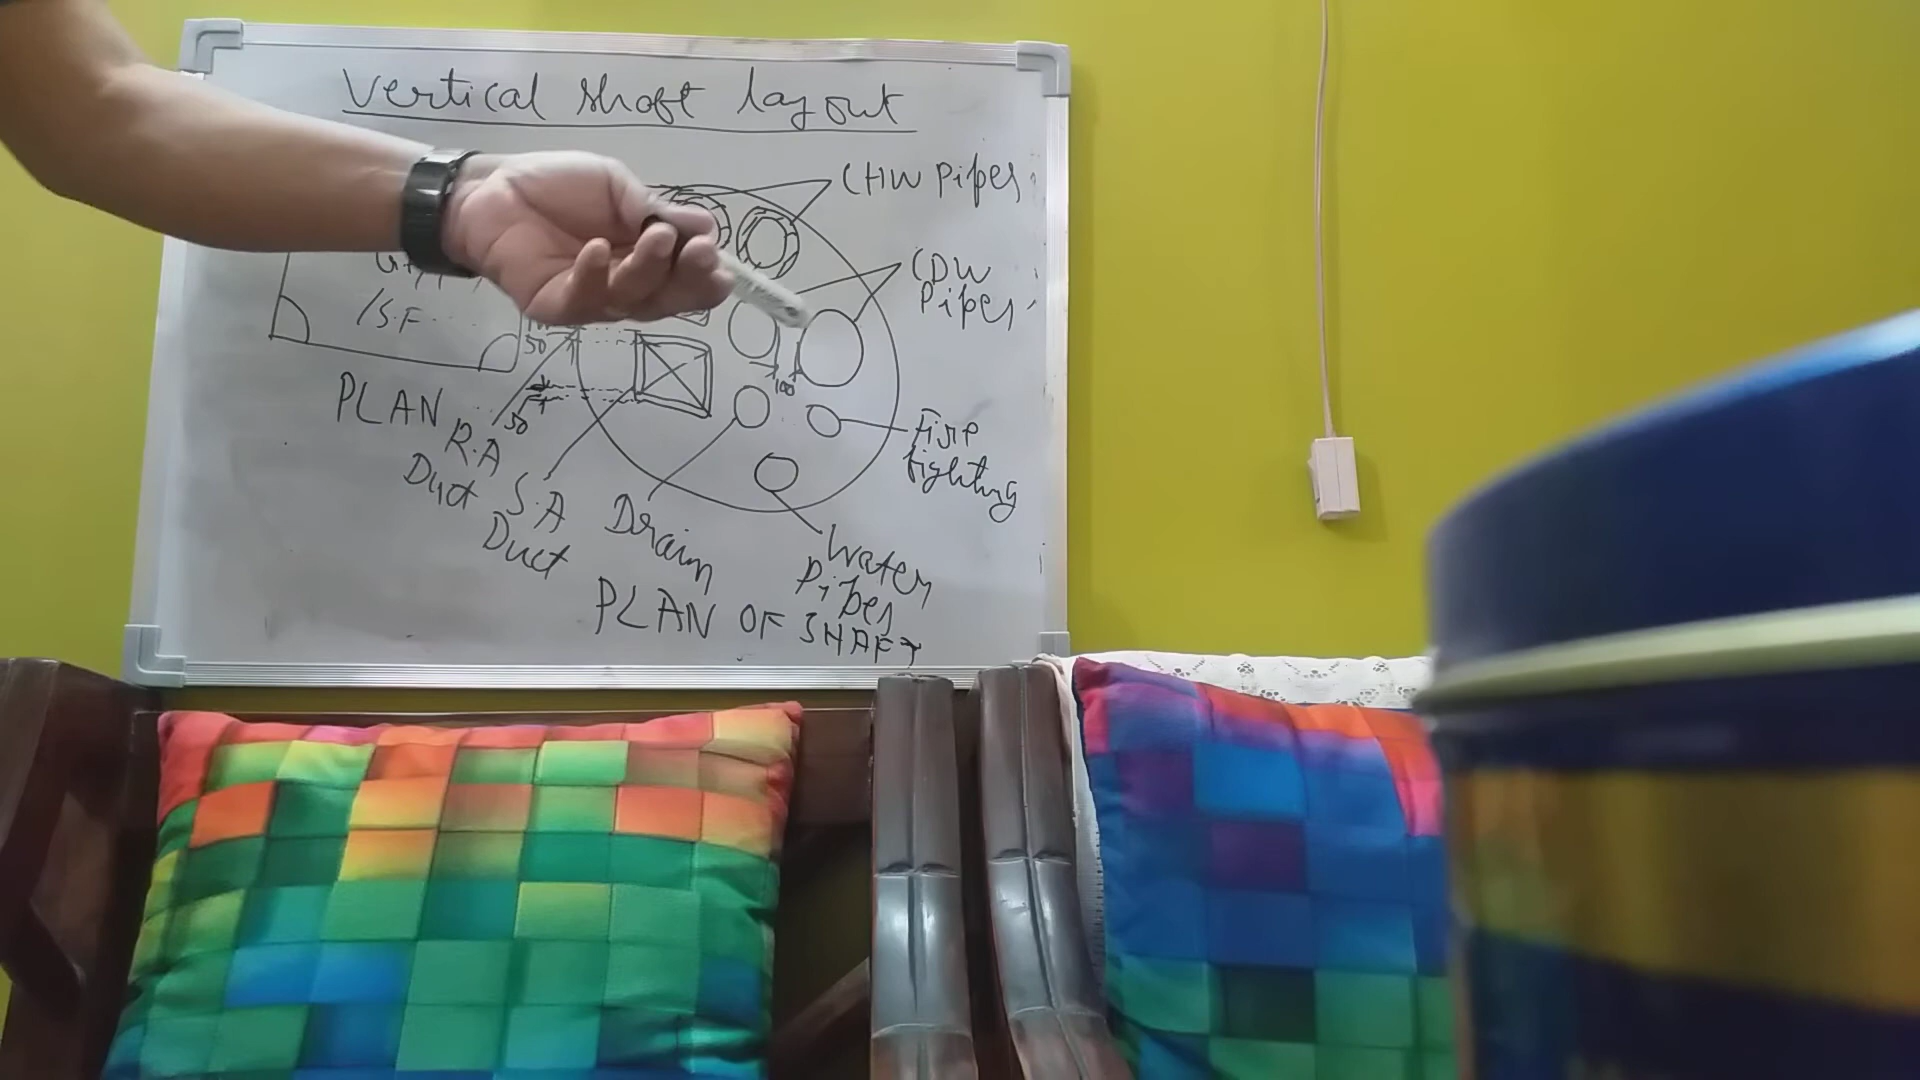 Vertical shaft layout
CHW Pipes
CDW
Pipes
/S.F
50
100
PLAN
50
R.A
Duct
S.A
Duct
Drain
Fire
fighting
Water
Pipes
PLAN OF SHAFT